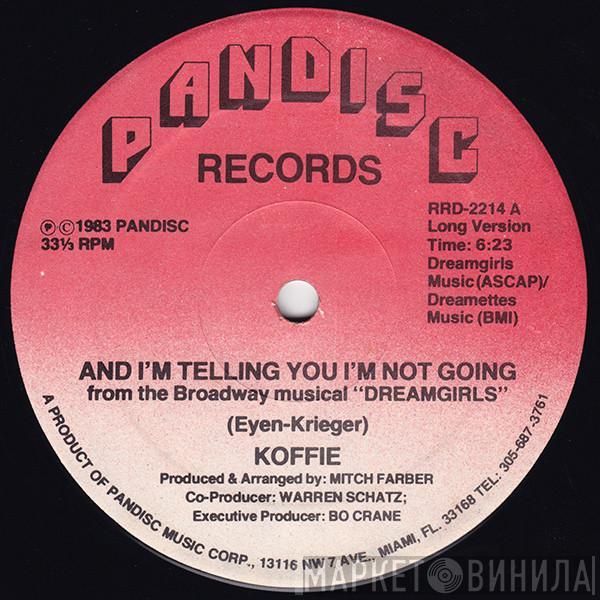 PANDISC
RECORDS
℗©1983 PANDISC
33⅓ RPM
RRD-2214 A
Long Version
Time: 6:23
Dreamgirls
Music(ASCAP)/
Dreamettes
Music (BMI)
AND I'M TELLING YOU I'M NOT GOING
from the Broadway musical "DREAMGIRLS"
(Eyen-Krieger)
KOFFIE
Produced & Arranged by: MITCH FARBER
Co-Producer: WARREN SCHATZ;
Executive Producer: BO CRANE
A PRODUCT OF PANDISC MUSIC CORP., 13116 NW 7 AVE., MIAMI, FL. 33168 TEL: 305-687-3761
МАРКЕТ ВИНИЛА